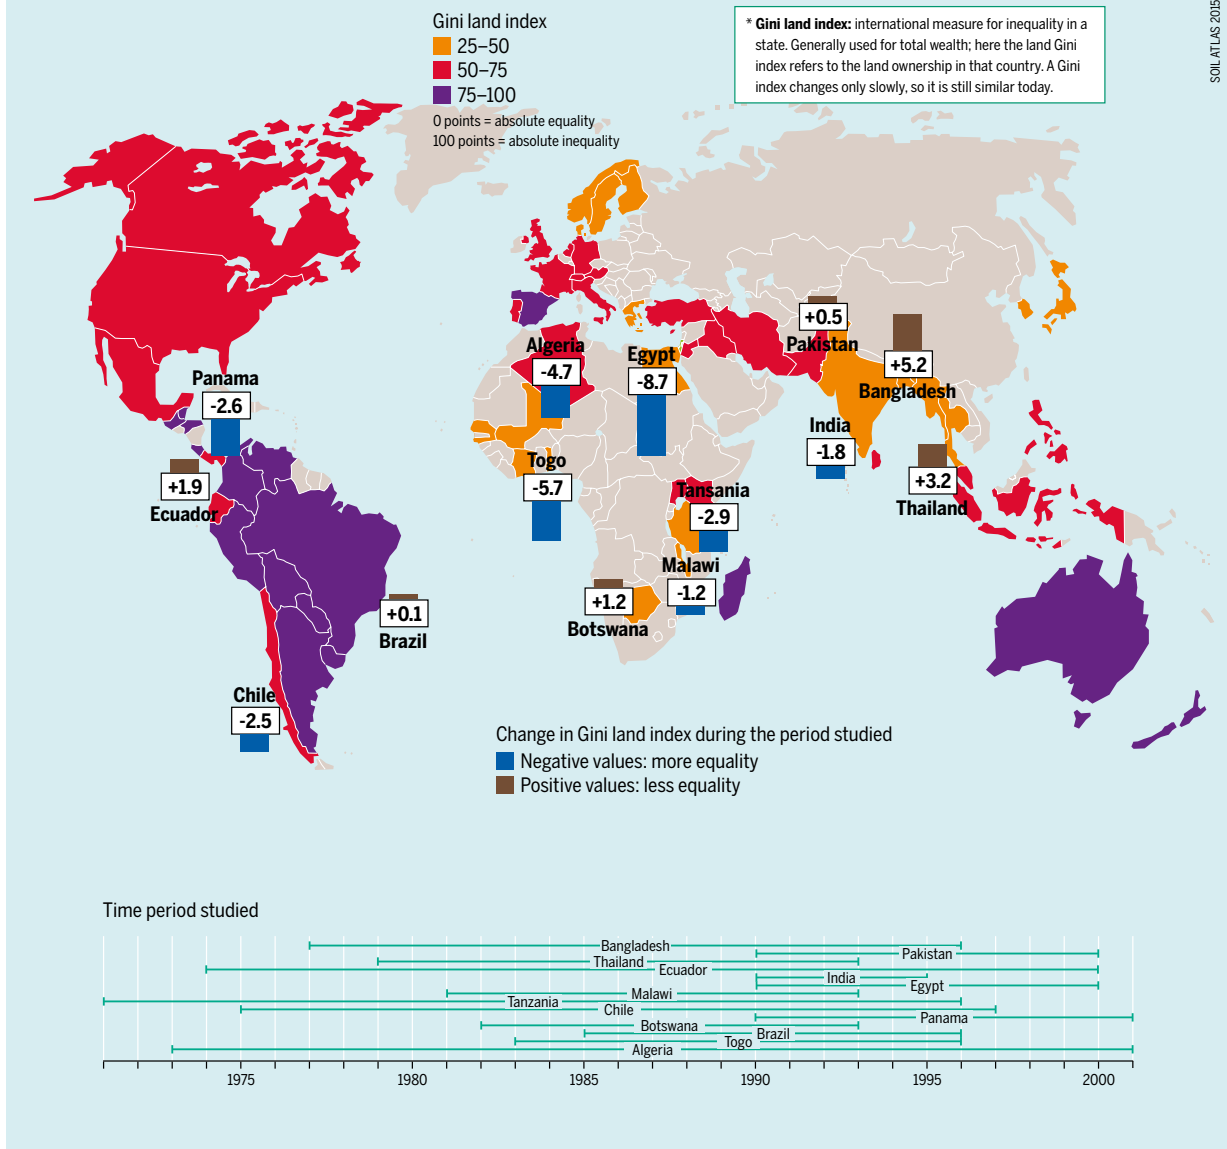 Gini land index
25–50
50–75
75–100
0 points = absolute equality
100 points = absolute inequality
* Gini land index: international measure for inequality in a
state. Generally used for total wealth; here the land Gini
index refers to the land ownership in that country. A Gini
index changes only slowly, so it is still similar today.
SOIL ATLAS 2015
+0.5
Pakistan
Algeria
-4.7
Egypt
-8.7
+5.2
Bangladesh
Panama
-2.6
India
-1.8
Togo
-5.7
+1.9
Ecuador
+3.2
Thailand
Tansania
-2.9
Malawi
-1.2
+1.2
Botswana
+0.1
Brazil
Chile
-2.5
Change in Gini land index during the period studied
Negative values: more equality
Positive values: less equality
Time period studied
Bangladesh
Pakistan
Thailand
Ecuador
India
Egypt
Malawi
Tanzania
Chile
Panama
Botswana
Brazil
Togo
Algeria
1975 1980 1985 1990 1995 2000